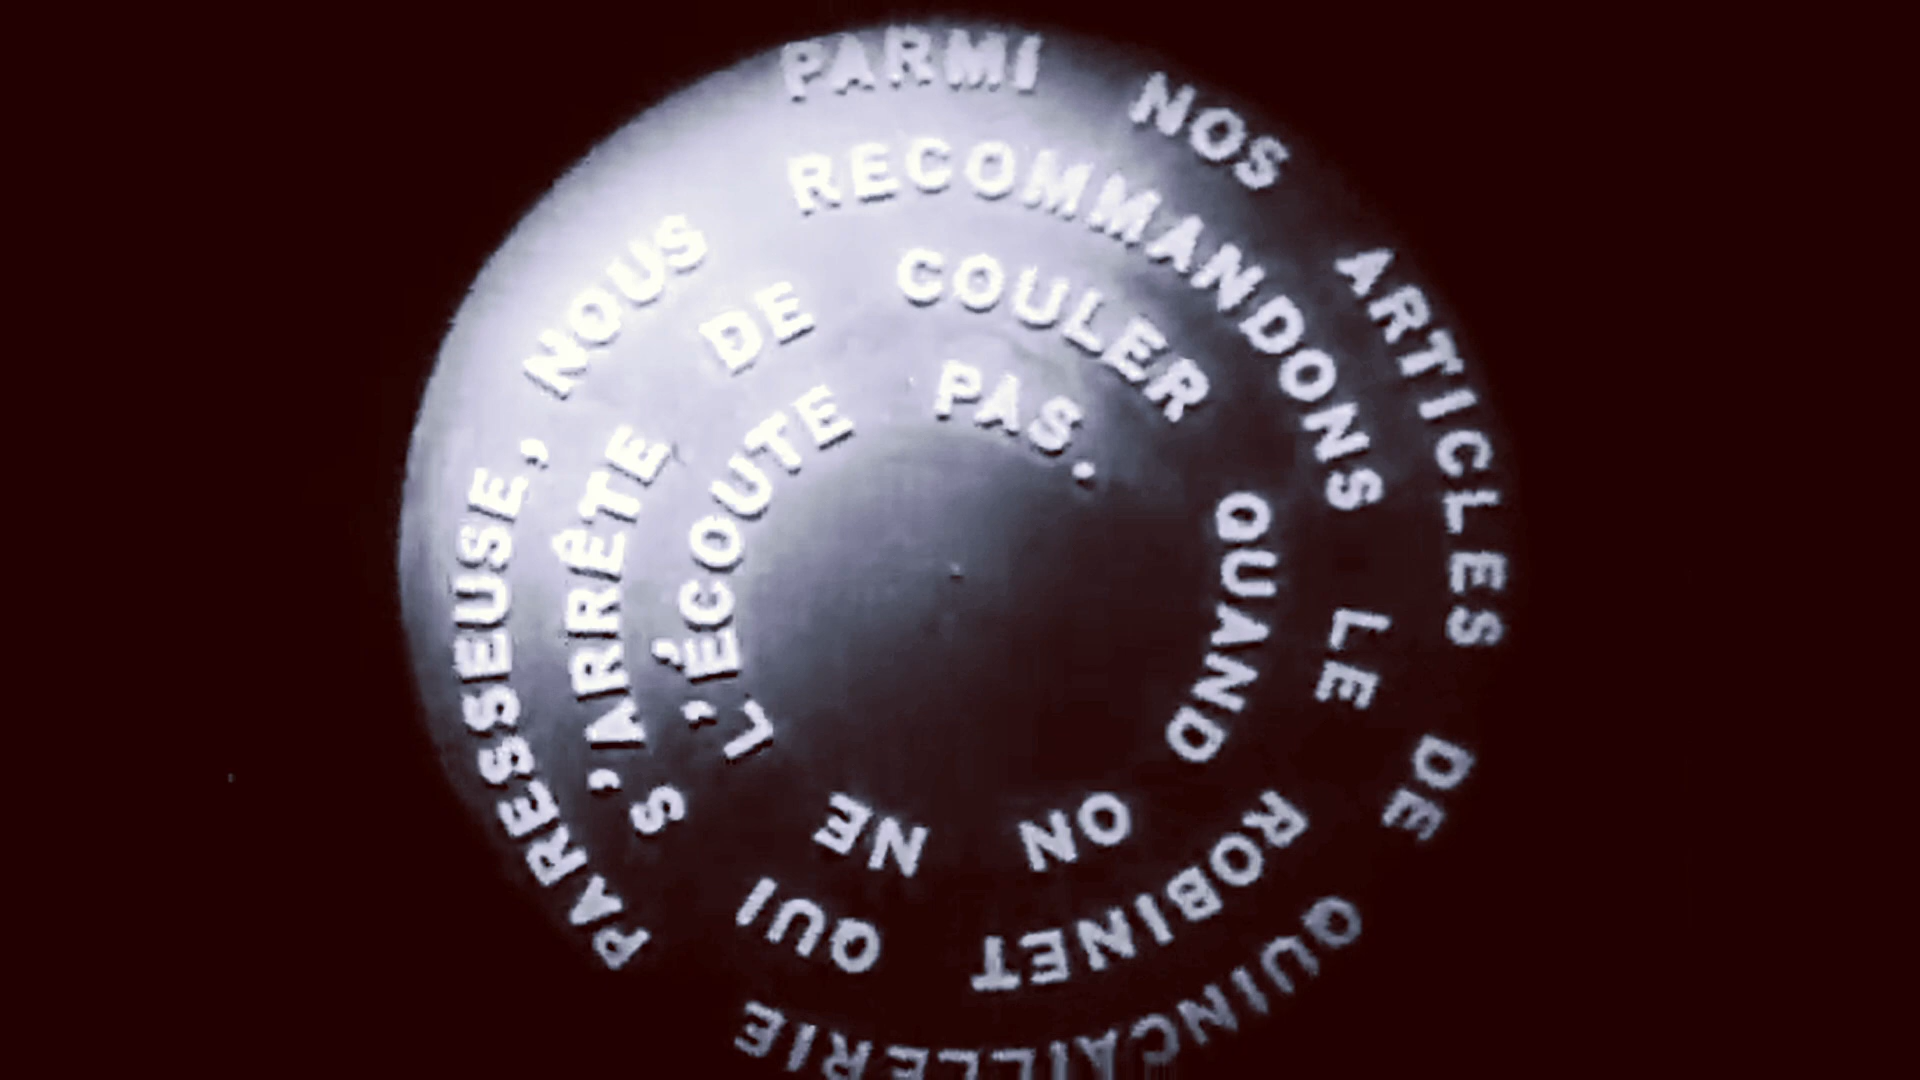 PARMI NOS ARTICLES DE QUINCAILLERIE PARESSEUSE, NOUS RECOMMANDONS LE ROBINET QUI S'ARRÊTE DE COULER QUAND ON NE L'ÉCOUTE PAS.